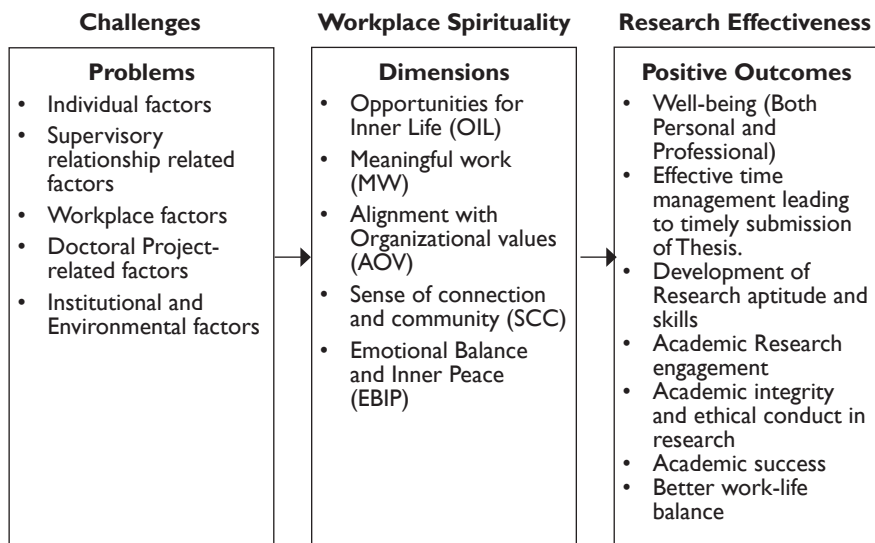 Challenges
Problems
• Individual factors
• Supervisory
relationship related
factors
• Workplace factors
• Doctoral Project-
related factors
• Institutional and
Environmental factors
Workplace Spirituality
Dimensions
• Opportunities for
Inner Life (OIL)
• Meaningful work
(MW)
• Alignment with
Organizational values
(AOV)
• Sense of connection
and community (SCC)
• Emotional Balance
and Inner Peace
(EBIP)
Research Effectiveness
Positive Outcomes
• Well-being (Both
Personal and
Professional)
• Effective time
management leading
to timely submission
of Thesis.
• Development of
Research aptitude and
skills
• Academic Research
engagement
• Academic integrity
and ethical conduct in
research
• Academic success
• Better work-life
balance